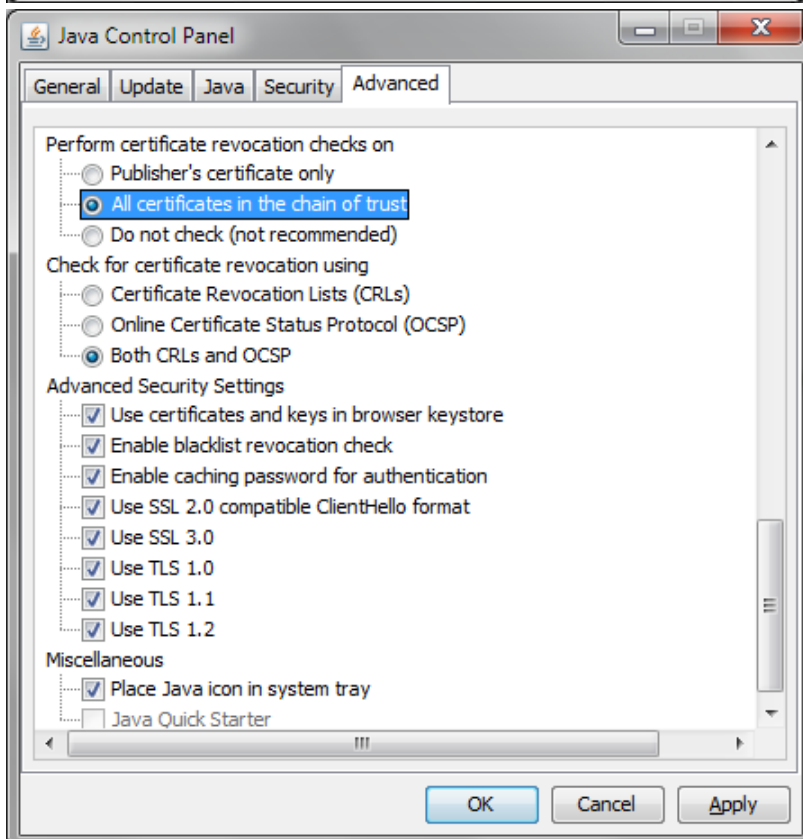 Java Control Panel
General Update Java Security Advanced
Perform certificate revocation checks on
Publisher's certificate only
All certificates in the chain of trust
Do not check (not recommended)
Check for certificate revocation using
Certificate Revocation Lists (CRLs)
Online Certificate Status Protocol (OCSP)
Both CRLs and OCSP
Advanced Security Settings
Use certificates and keys in browser keystore
Enable blacklist revocation check
Enable caching password for authentication
Use SSL 2.0 compatible ClientHello format
Use SSL 3.0
Use TLS 1.0
Use TLS 1.1
Use TLS 1.2
Miscellaneous
Place Java icon in system tray
Java Quick Starter
OK Cancel Apply